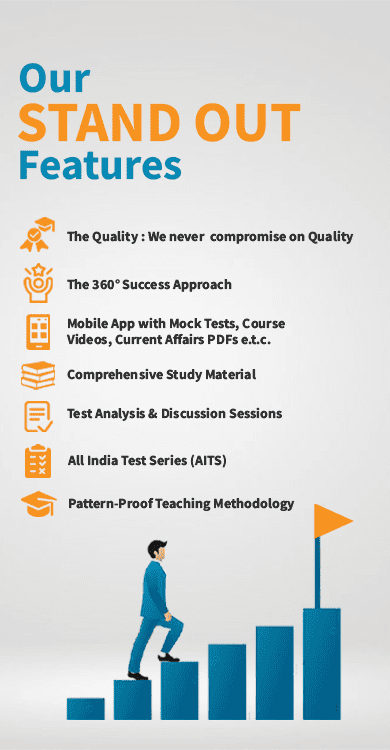 Our
STAND OUT
Features
The Quality : We never compromise on Quality
The 360° Success Approach
Mobile App with Mock Tests, Course
Videos, Current Affairs PDFs e.t.c.
Comprehensive Study Material
Test Analysis & Discussion Sessions
All India Test Series (AITS)
Pattern-Proof Teaching Methodology